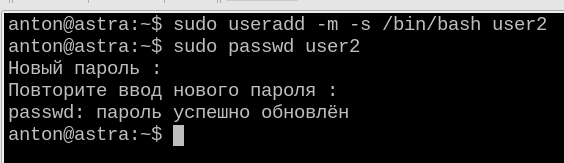 anton@astra:~$ sudo useradd -m -s /bin/bash user2
anton@astra:~$ sudo passwd user2
Новый пароль :
Повторите ввод нового пароля :
passwd: пароль успешно обновлён
anton@astra:~$